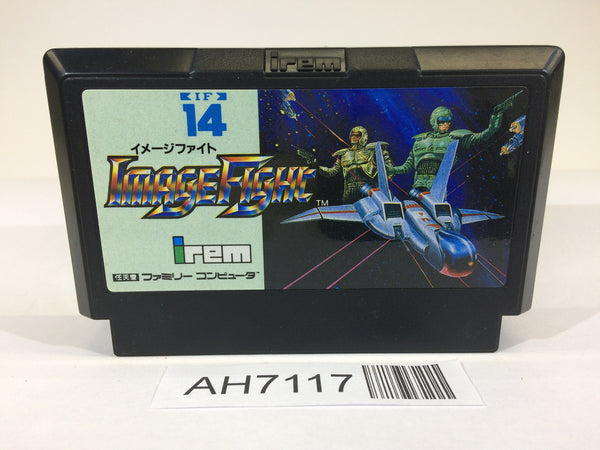 irem
IF
14
イメージファイト
IMAGEFIGHT
TM
irem
任天堂 ファミリーコンピュータ
AH7117